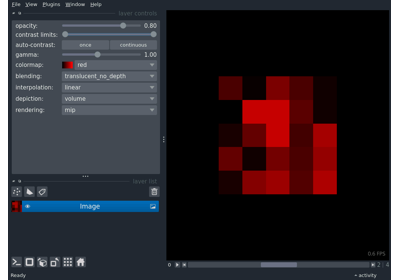 File View Plugins Window Help
layer controls
opacity: 0.80
contrast limits:
auto-contrast: once continuous
gamma: 1.00
colormap: red
blending: translucent_no_depth
interpolation: linear
depiction: volume
rendering: mip
layer list
Image
0.6 FPS
0 2 4
Ready activity